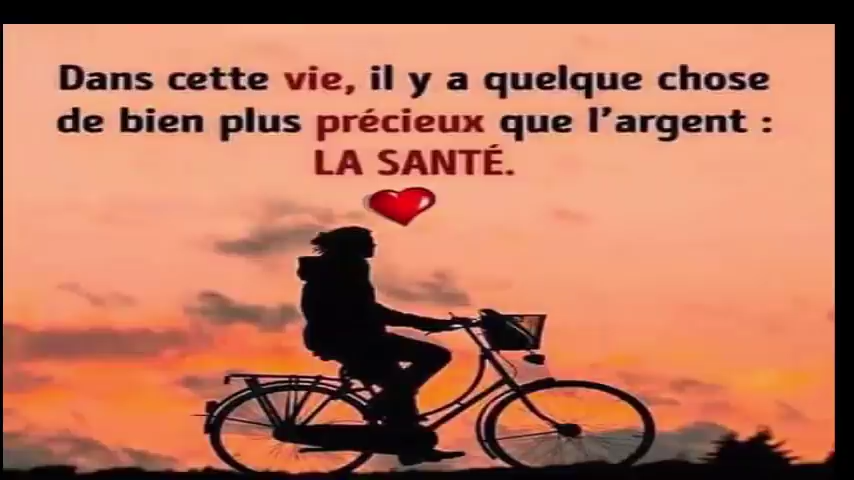 Dans cette vie, il y a quelque chose
de bien plus précieux que l'argent :
LA SANTÉ.